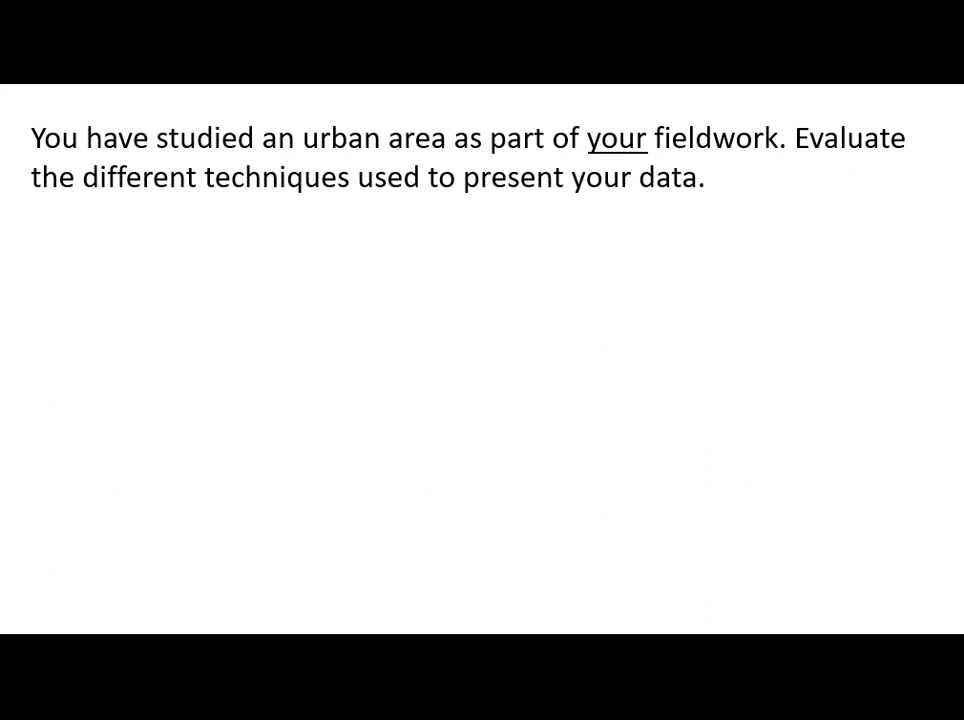 You have studied an urban area as part of your fieldwork. Evaluate
the different techniques used to present your data.